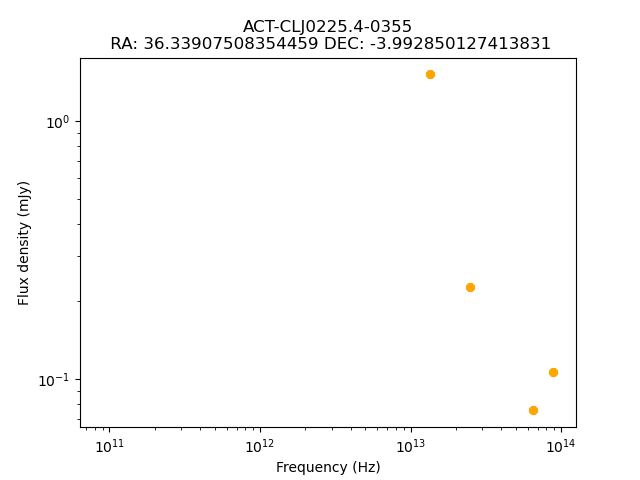 ACT-CLJ0225.4-0355
RA: 36.33907508354459 DEC: -3.992850127413831
Flux density (mJy)
10⁰
10⁻¹
10¹¹ 10¹² 10¹³ 10¹⁴
Frequency (Hz)